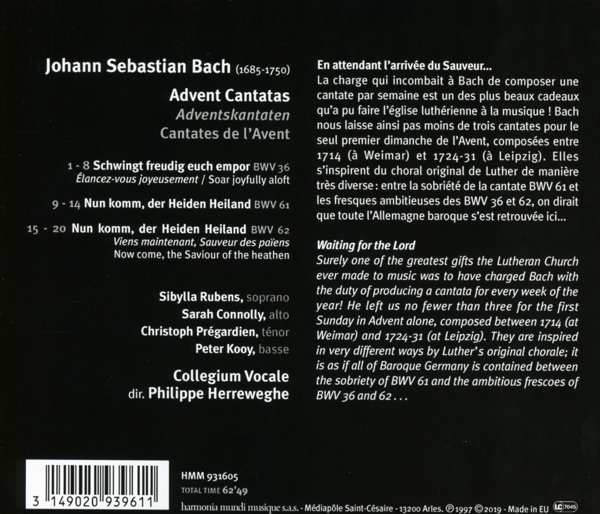 Johann Sebastian Bach (1685-1750)
Advent Cantatas
Adventskantaten
Cantates de l'Avent
1 - 8 Schwingt freudig euch empor BWV 36
Élancez-vous joyeusement / Soar joyfully aloft
9 - 14 Nun komm, der Heiden Heiland BWV 61
15 - 20 Nun komm, der Heiden Heiland BWV 62
Viens maintenant, Sauveur des païens
Now come, the Saviour of the heathen
Sibylla Rubens, soprano
Sarah Connolly, alto
Christoph Prégardien, ténor
Peter Kooy, basse
Collegium Vocale
dir. Philippe Herreweghe
En attendant l'arrivée du Sauveur...
La charge qui incombait à Bach de composer une
cantate par semaine est un des plus beaux cadeaux
qu'a pu faire l'église luthérienne à la musique ! Bach
nous laisse ainsi pas moins de trois cantates pour le
seul premier dimanche de l'Avent, composées entre
1714 (à Weimar) et 1724-31 (à Leipzig). Elles
s'inspirent du choral original de Luther de manière
très diverse : entre la sobriété de la cantate BWV 61 et
les fresques ambitieuses des BWV 36 et 62, on dirait
que toute l'Allemagne baroque s'est retrouvée ici...
Waiting for the Lord
Surely one of the greatest gifts the Lutheran Church
ever made to music was to have charged Bach with
the duty of producing a cantata for every week of the
year! He left us no fewer than three for the first
Sunday in Advent alone, composed between 1714 (at
Weimar) and 1724-31 (at Leipzig). They are inspired
in very different ways by Luther's original chorale; it
is as if all of Baroque Germany is contained between
the sobriety of BWV 61 and the ambitious frescoes of
BWV 36 and 62 . . .
3 149020 939611
HMM 931605
TOTAL TIME 62'49
harmonia mundi musique s.a.s. - Médiapôle Saint-Césaire - 13200 Arles. ℗ 1997 © 2019 - Made in EU LC 7045